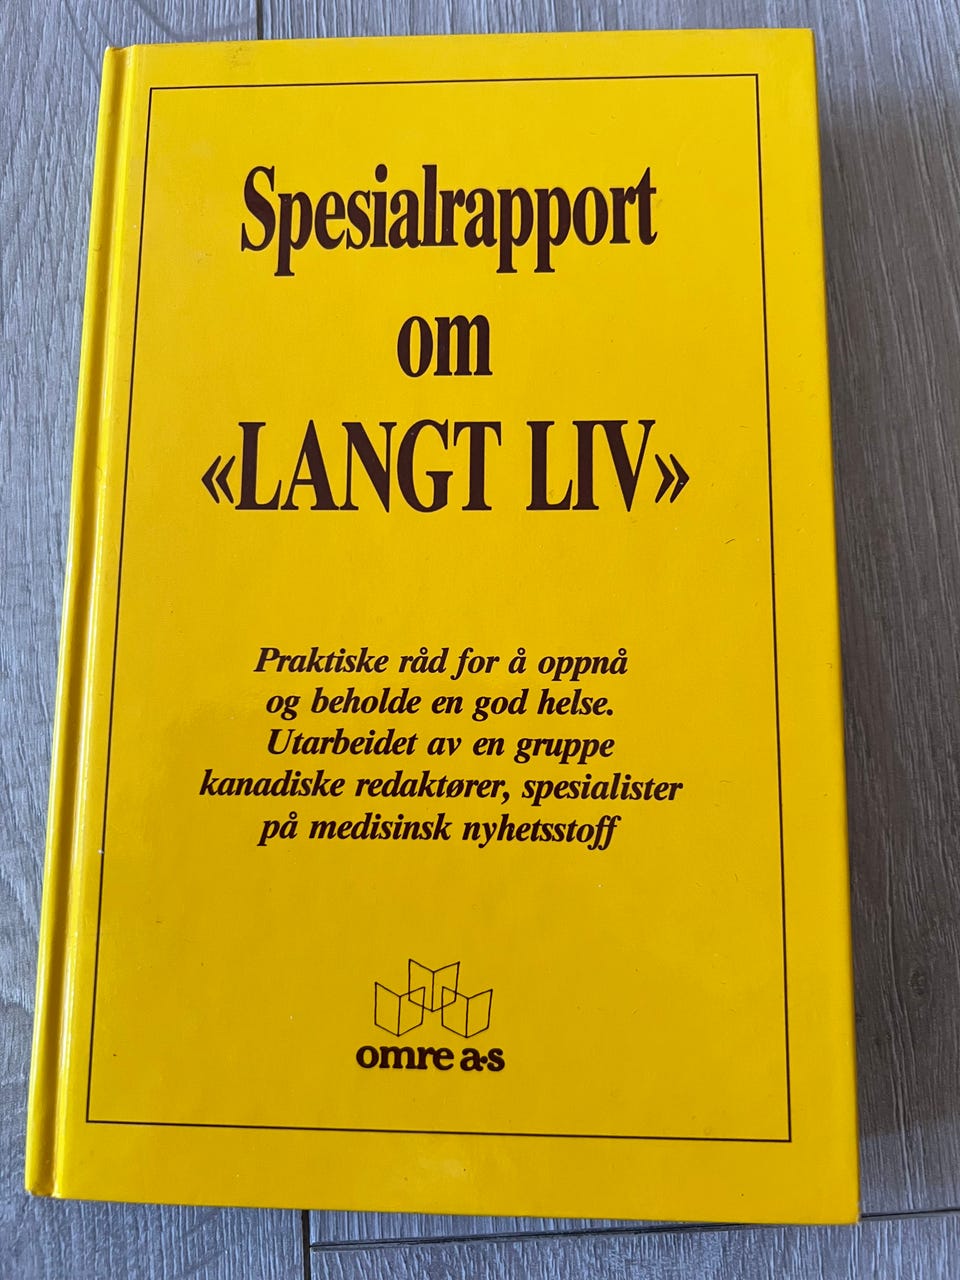 Spesialrapport
om
«LANGT LIV»
Praktiske råd for å oppnå
og beholde en god helse.
Utarbeidet av en gruppe
kanadiske redaktører, spesialister
på medisinsk nyhetsstoff
omre a·s